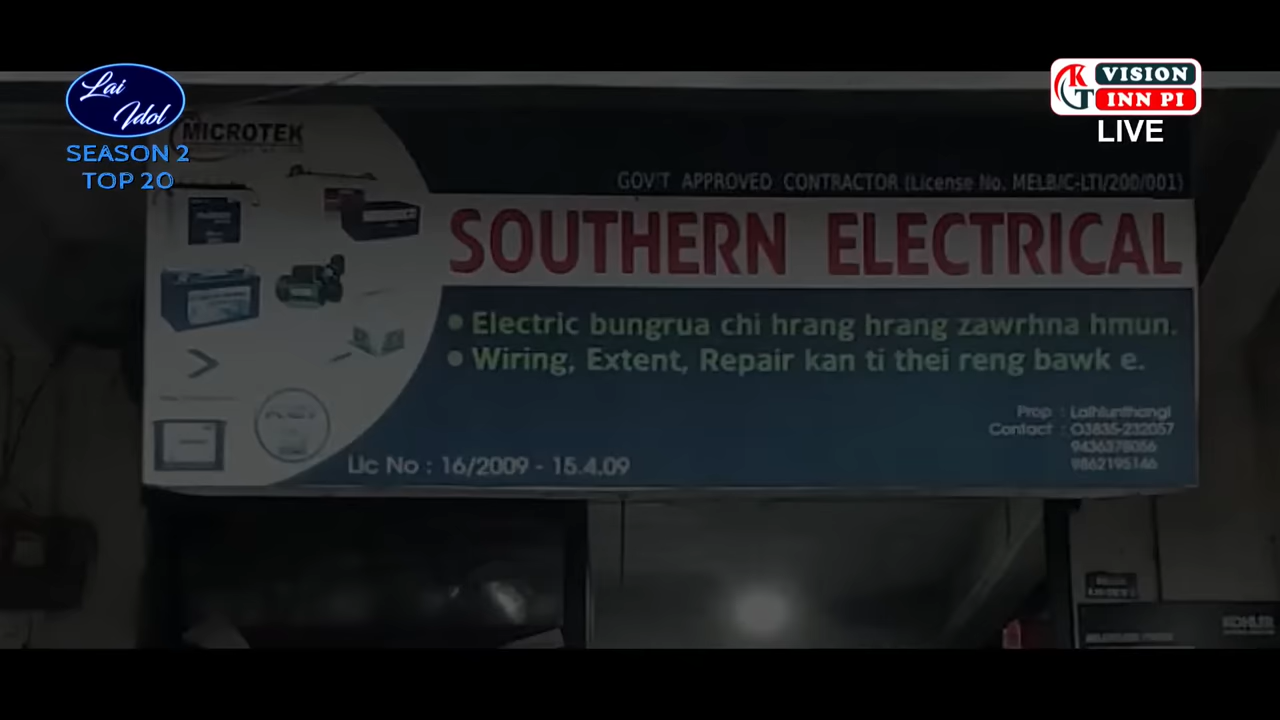 Lai
Idol
SEASON 2
TOP 20
KT VISION
INN PI
LIVE
MICROTEK
GOV'T APPROVED CONTRACTOR (License No. MELB/C-LTI/200/001)
SOUTHERN ELECTRICAL
• Electric bungrua chi hrang hrang zawrhna hmun.
• Wiring, Extent, Repair kan ti thei reng bawk e.
Prop : Lalhlunthangi
Contact : 03835-232057
9436378056
9862195146
Lic No : 16/2009 - 15.4.09
KOHLER